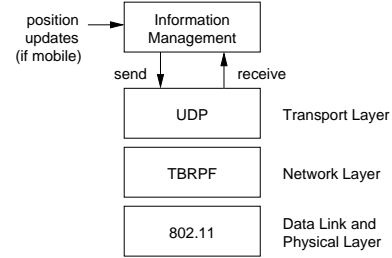 position
updates
(if mobile)
Information
Management
send
receive
UDP
Transport Layer
TBRPF
Network Layer
802.11
Data Link and
Physical Layer